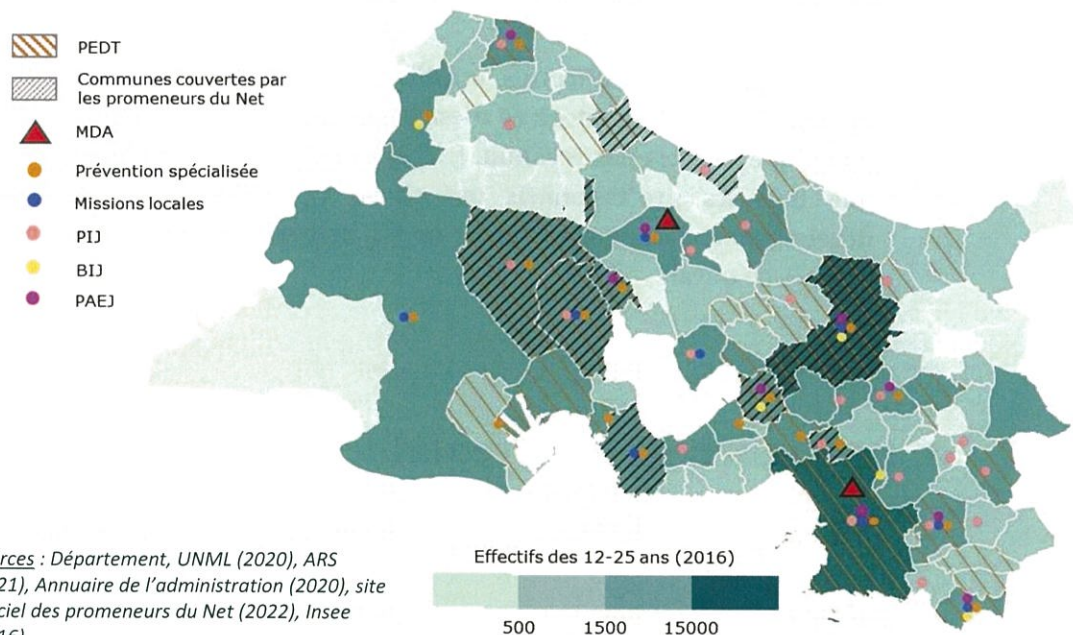 PEDT
Communes couvertes par
les promeneurs du Net
MDA
Prévention spécialisée
Missions locales
PIJ
BIJ
PAEJ
rces : Département, UNML (2020), ARS
21), Annuaire de l'administration (2020), site
ciel des promeneurs du Net (2022), Insee
Effectifs des 12-25 ans (2016)
500 1500 15000